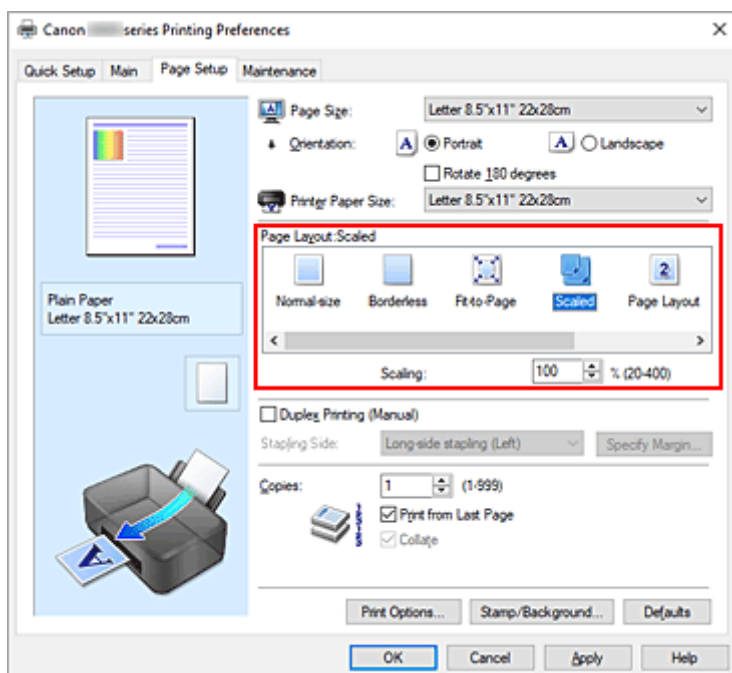 Canon series Printing Preferences
Quick Setup Main Page Setup Maintenance
Page Size: Letter 8.5"x11" 22x28cm
Orientation: A Portrait A Landscape
Rotate 180 degrees
Printer Paper Size: Letter 8.5"x11" 22x28cm
Page Layout:Scaled
Normal-size Borderless Fit-to-Page Scaled 2 Page Layout
Scaling: 100 % (20-400)
Plain Paper
Letter 8.5"x11" 22x28cm
Duplex Printing (Manual)
Stapling Side: Long-side stapling (Left) Specify Margin...
Copies: 1 (1-999)
Print from Last Page
Collate
A
Print Options... Stamp/Background... Defaults
OK Cancel Apply Help